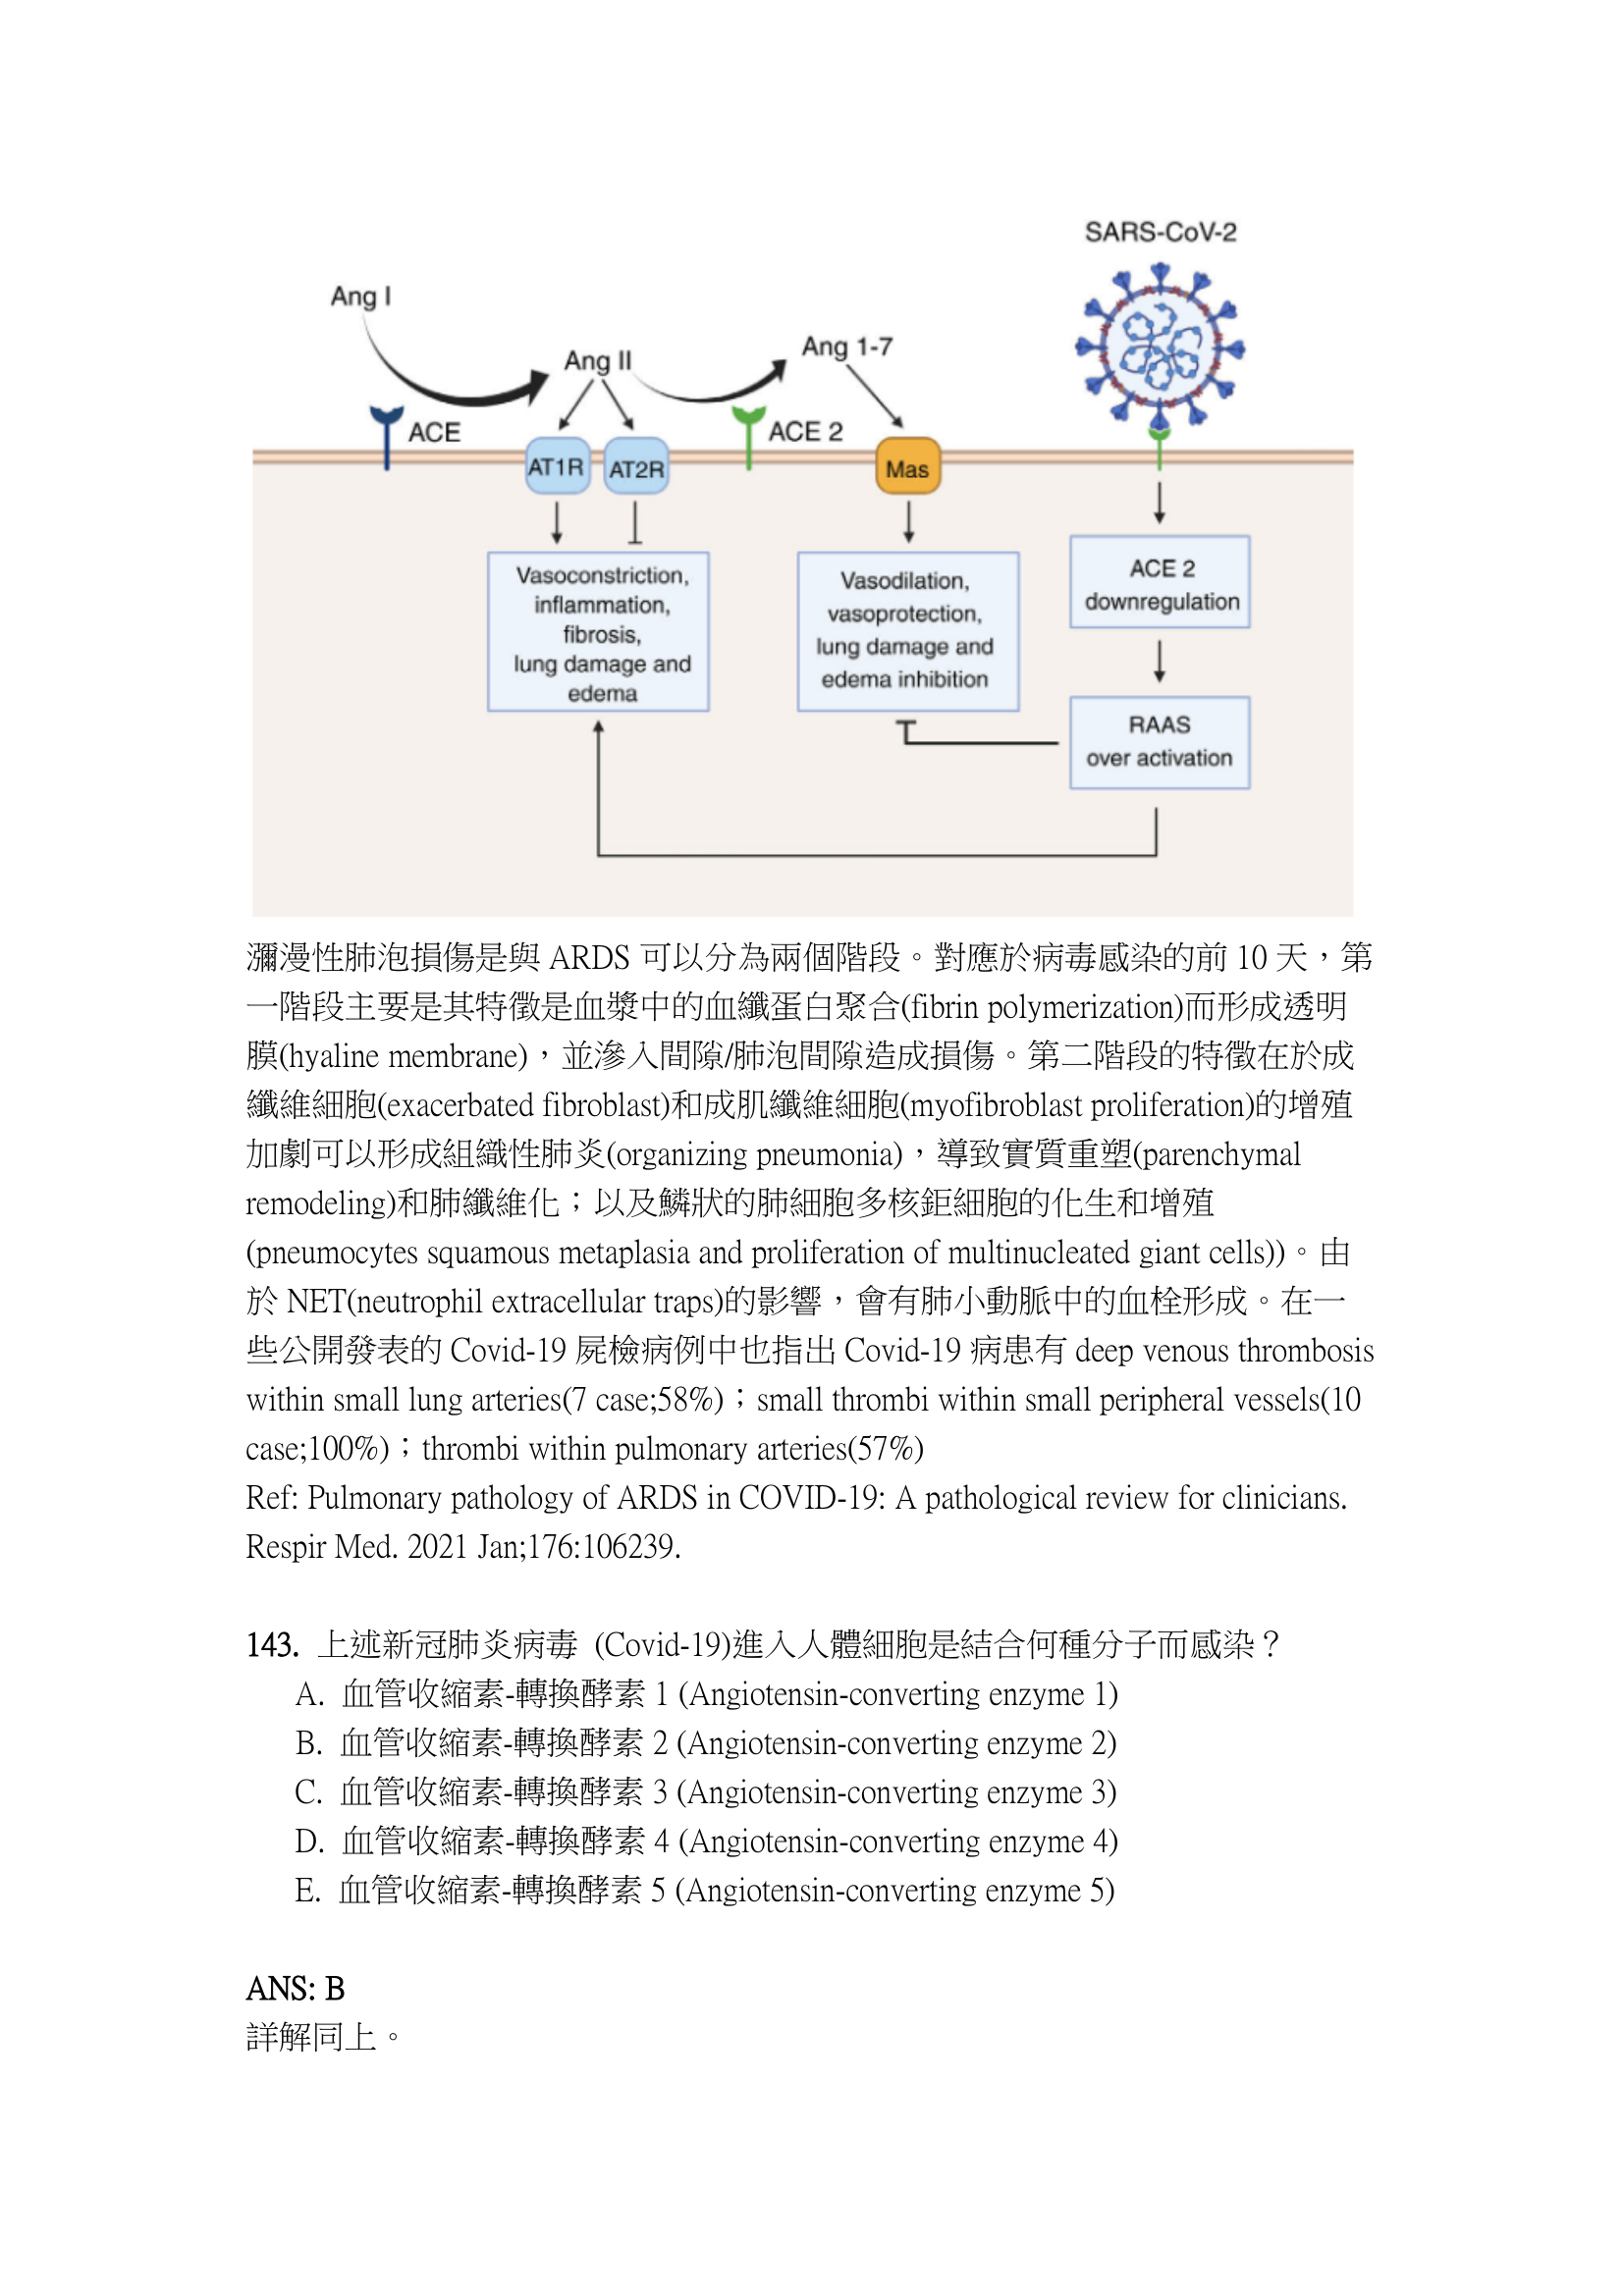 SARS-CoV-2
Ang I
Ang II
Ang 1-7
ACE
ACE 2
AT1R
AT2R
Mas
Vasoconstriction,
inflammation,
fibrosis,
lung damage and
edema
Vasodilation,
vasoprotection,
lung damage and
edema inhibition
ACE 2
downregulation
RAAS
over activation
瀰漫性肺泡損傷是與 ARDS 可以分為兩個階段。對應於病毒感染的前 10 天，第
一階段主要是其特徵是血漿中的血纖蛋白聚合(fibrin polymerization)而形成透明
膜(hyaline membrane)，並滲入間隙/肺泡間隙造成損傷。第二階段的特徵在於成
纖維細胞(exacerbated fibroblast)和成肌纖維細胞(myofibroblast proliferation)的增殖
加劇可以形成組織性肺炎(organizing pneumonia)，導致實質重塑(parenchymal
remodeling)和肺纖維化；以及鱗狀的肺細胞多核鉅細胞的化生和增殖
(pneumocytes squamous metaplasia and proliferation of multinucleated giant cells))。由
於 NET(neutrophil extracellular traps)的影響，會有肺小動脈中的血栓形成。在一
些公開發表的 Covid-19 屍檢病例中也指出 Covid-19 病患有 deep venous thrombosis
within small lung arteries(7 case;58%)；small thrombi within small peripheral vessels(10
case;100%)；thrombi within pulmonary arteries(57%)
Ref: Pulmonary pathology of ARDS in COVID-19: A pathological review for clinicians.
Respir Med. 2021 Jan;176:106239.
143. 上述新冠肺炎病毒 (Covid-19)進入人體細胞是結合何種分子而感染？
A. 血管收縮素-轉換酵素 1 (Angiotensin-converting enzyme 1)
B. 血管收縮素-轉換酵素 2 (Angiotensin-converting enzyme 2)
C. 血管收縮素-轉換酵素 3 (Angiotensin-converting enzyme 3)
D. 血管收縮素-轉換酵素 4 (Angiotensin-converting enzyme 4)
E. 血管收縮素-轉換酵素 5 (Angiotensin-converting enzyme 5)
ANS: B
詳解同上。